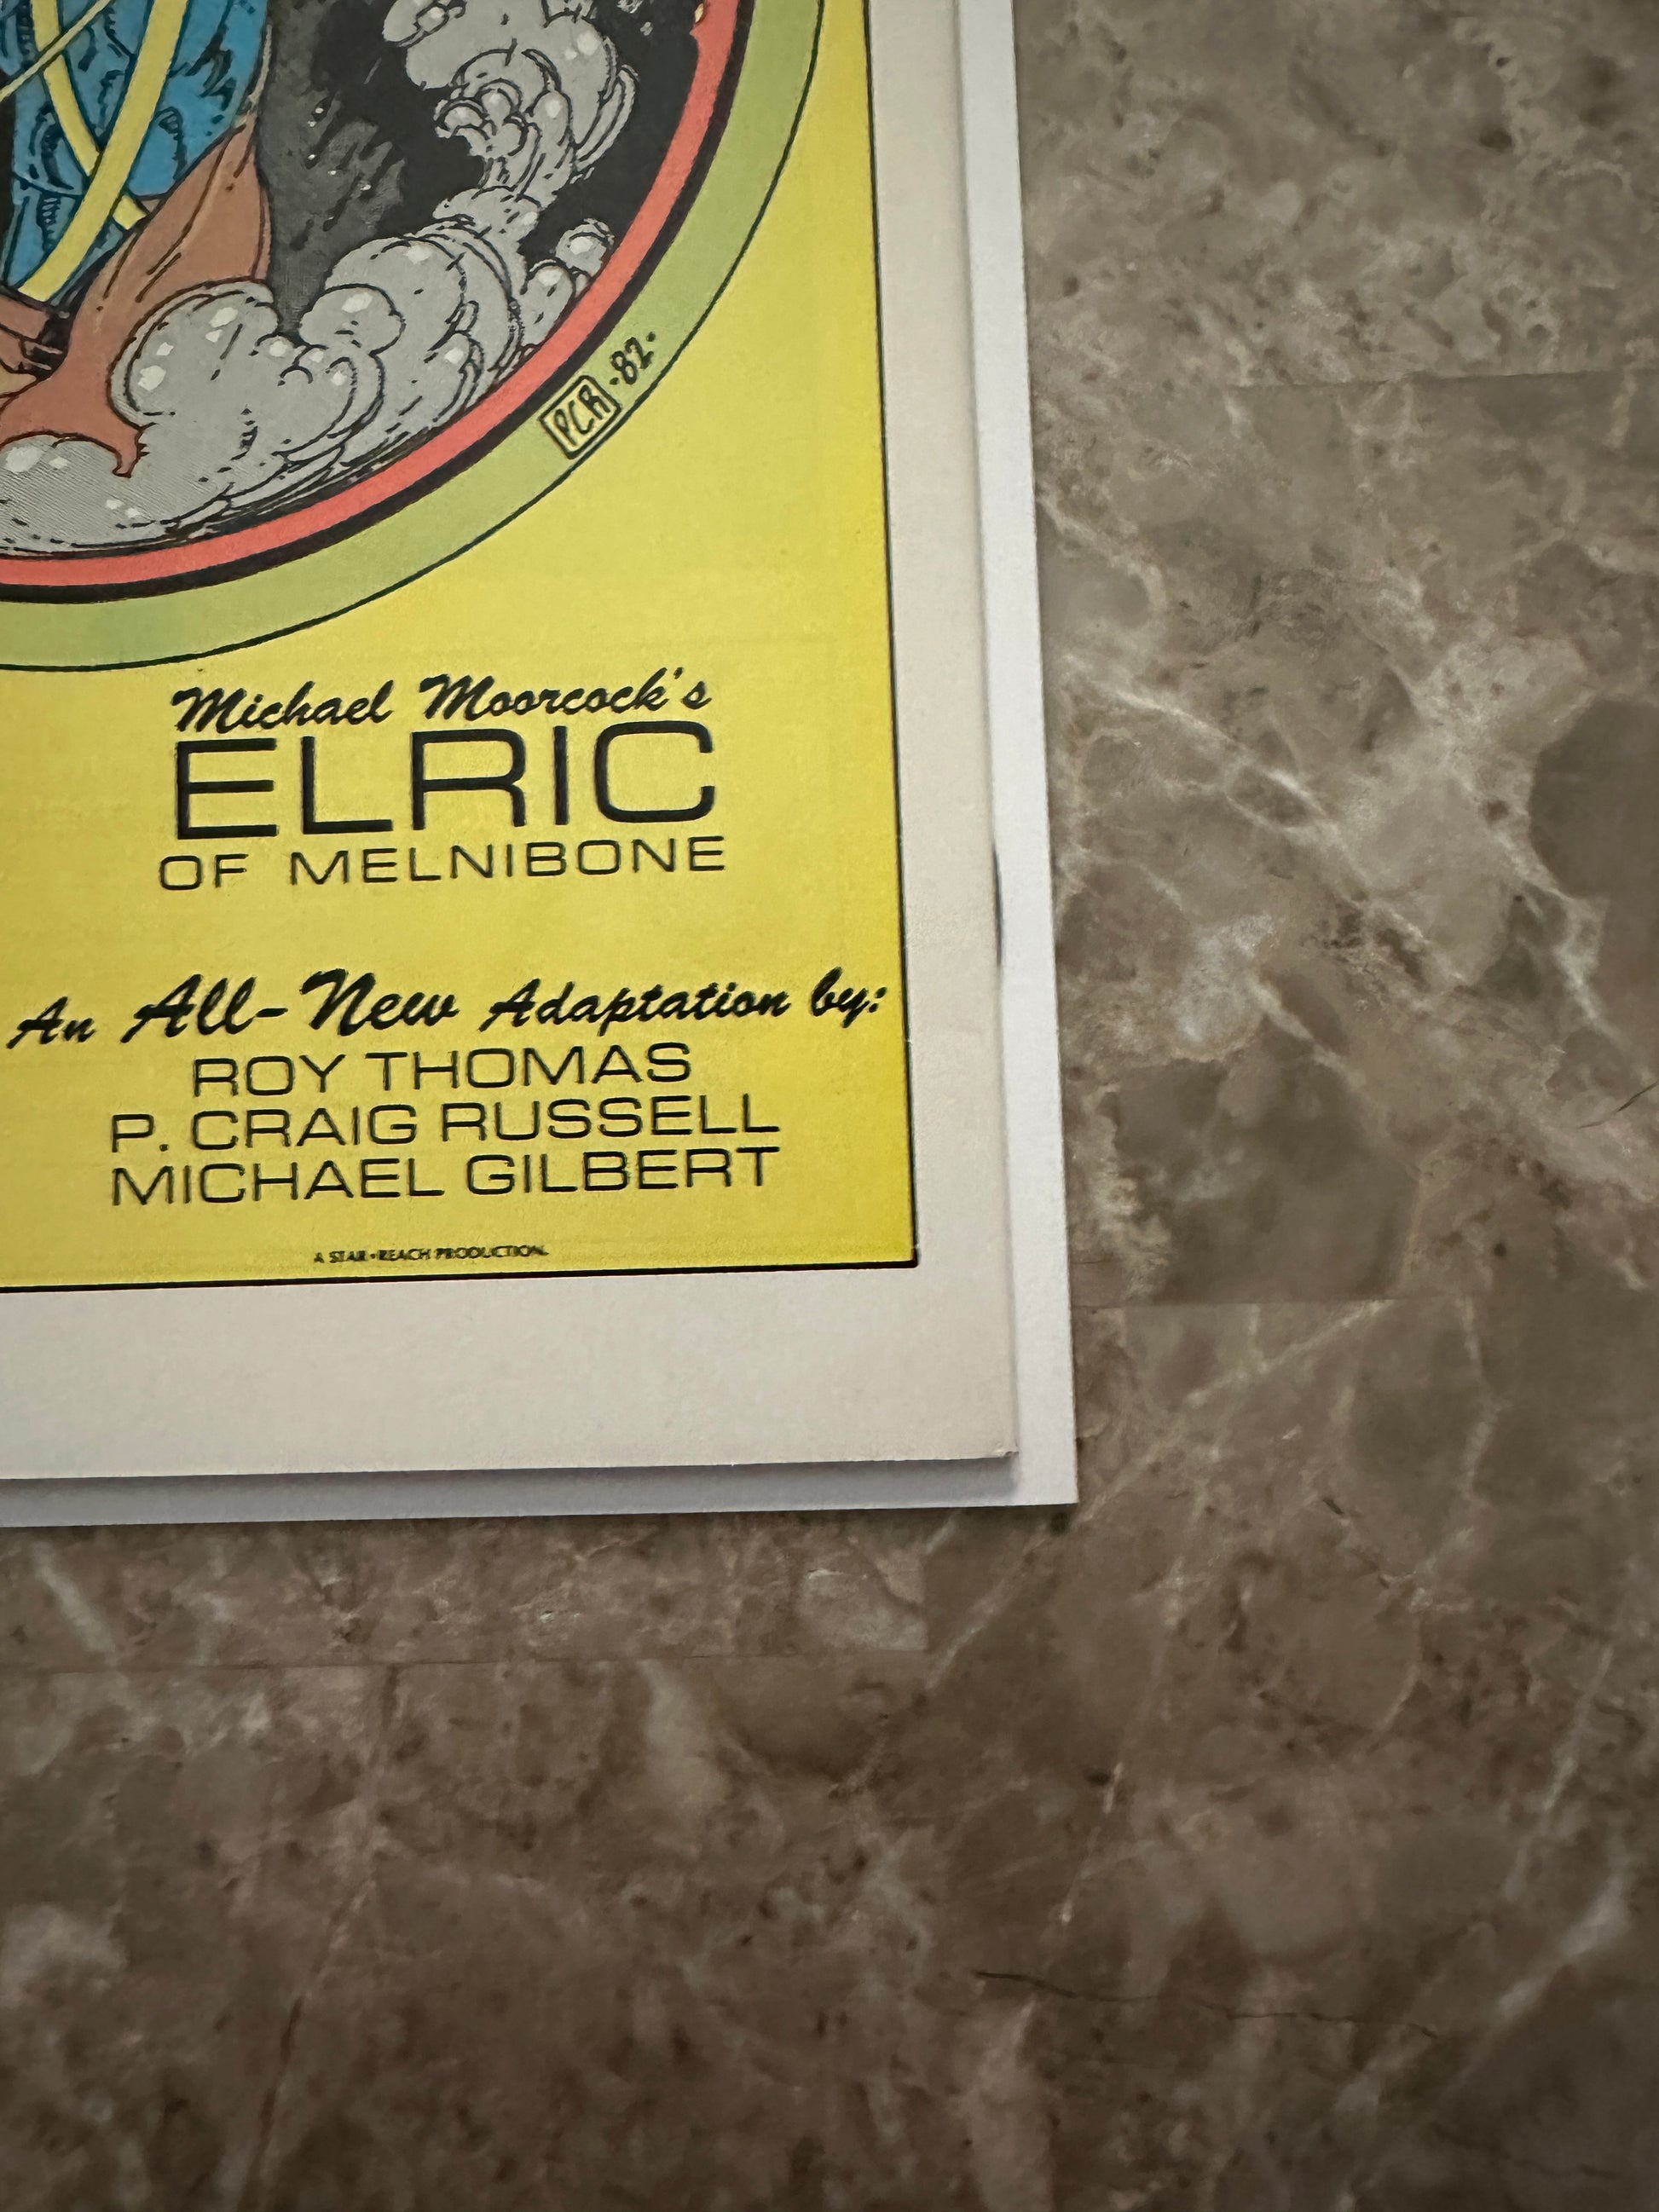 PCR -82-
Michael Moorcock's
ELRIC
OF MELNIBONE
An All-New Adaptation by:
ROY THOMAS
P. CRAIG RUSSELL
MICHAEL GILBERT
A STAR*REACH PRODUCTION.